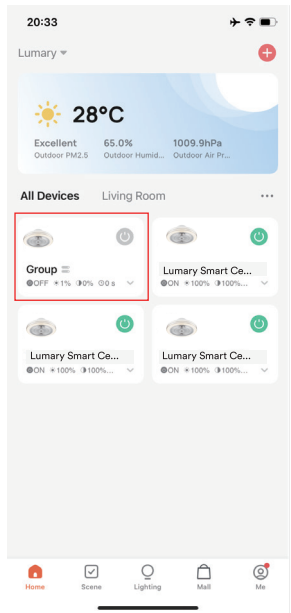 20:33
Lumary
28°C
Excellent 65.0% 1009.9hPa
Outdoor PM2.5 Outdoor Humid... Outdoor Air Pr...
All Devices Living Room
Group
OFF 1% 0% 0 s
Lumary Smart Ce...
ON 100% 100%...
Lumary Smart Ce...
ON 100% 100%...
Lumary Smart Ce...
ON 100% 100%...
Home Scene Lighting Mall Me